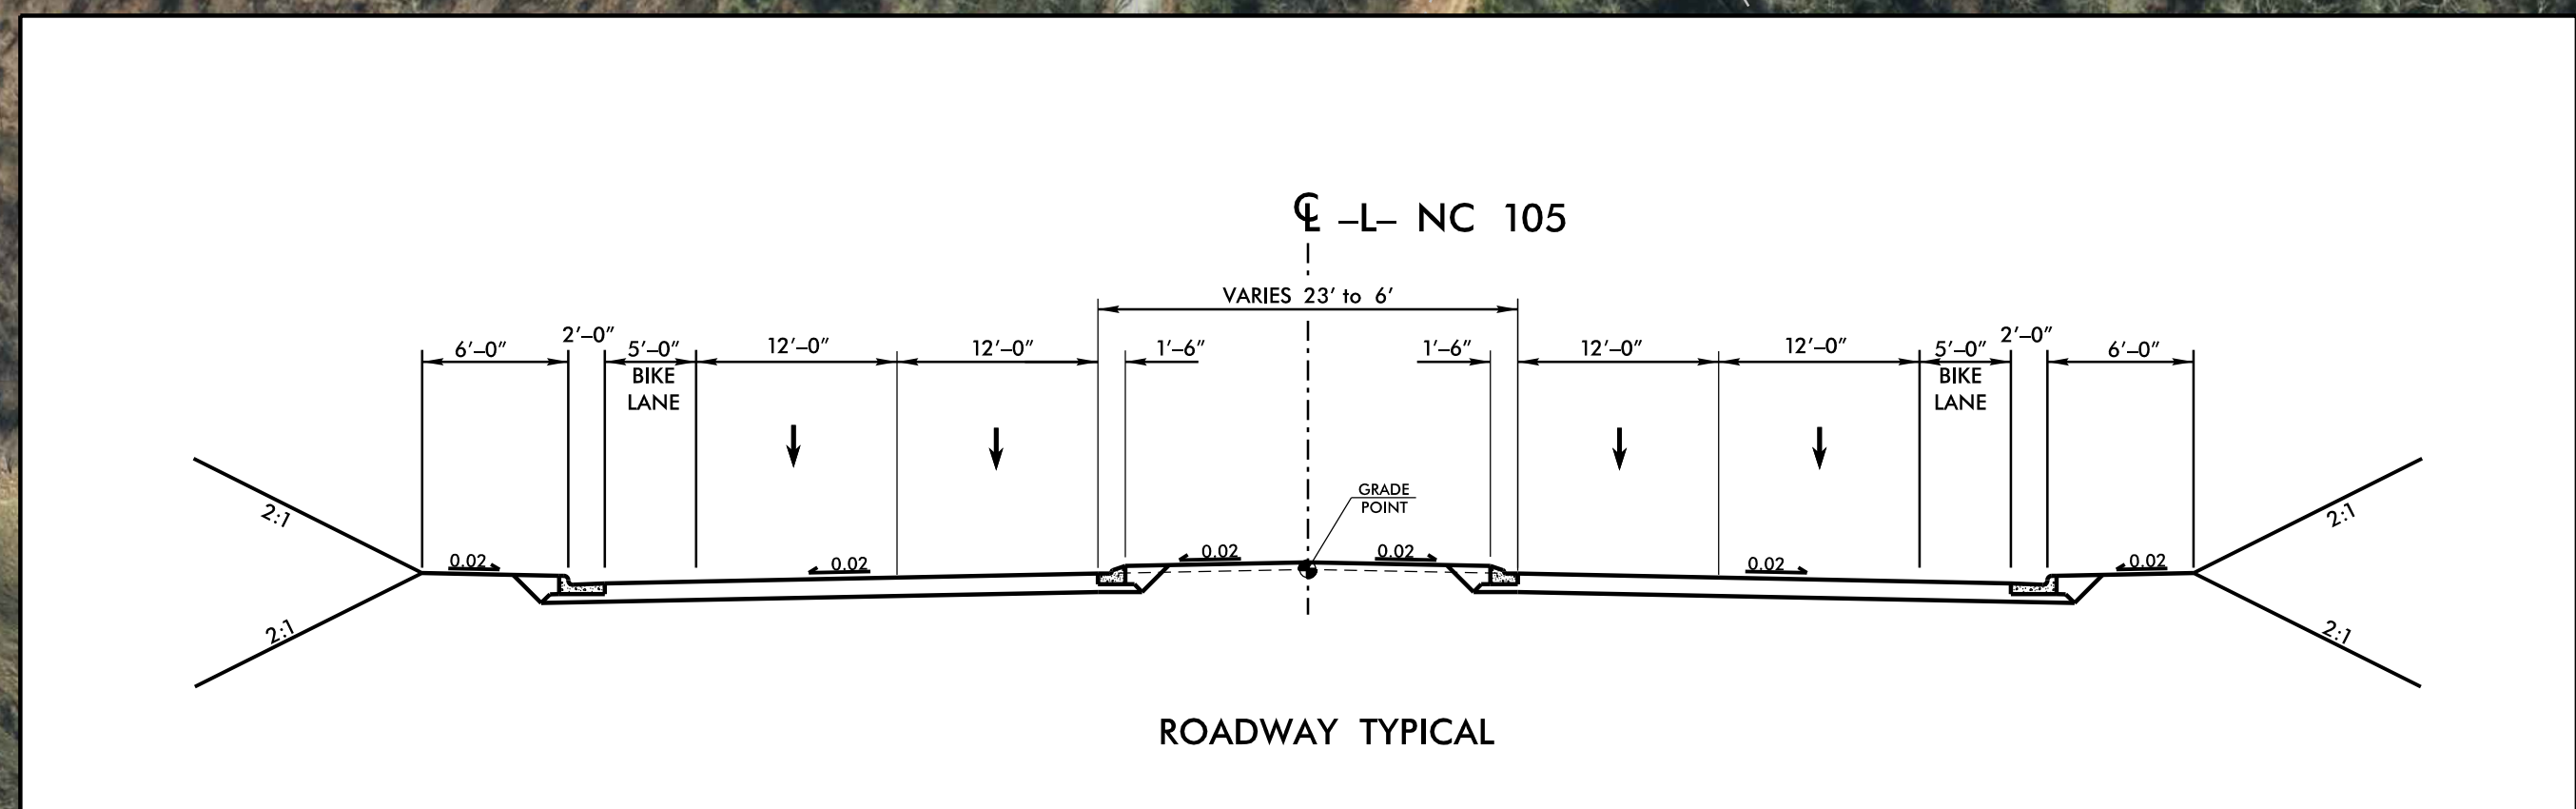 ℄ –L– NC 105
VARIES 23' to 6'
6'–0" 2'–0" 5'–0" 12'–0" 12'–0" 1'–6" 1'–6" 12'–0" 12'–0" 5'–0" 2'–0" 6'–0"
BIKE BIKE
LANE LANE
GRADE
POINT
2:1 2:1
0.02 0.02 0.02 0.02 0.02 0.02
2:1 2:1
ROADWAY TYPICAL